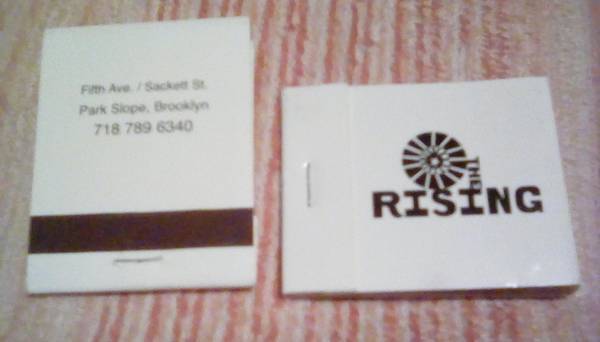 Fifth Ave. / Sackett St.
Park Slope, Brooklyn
718 789 6340
THE
RISING